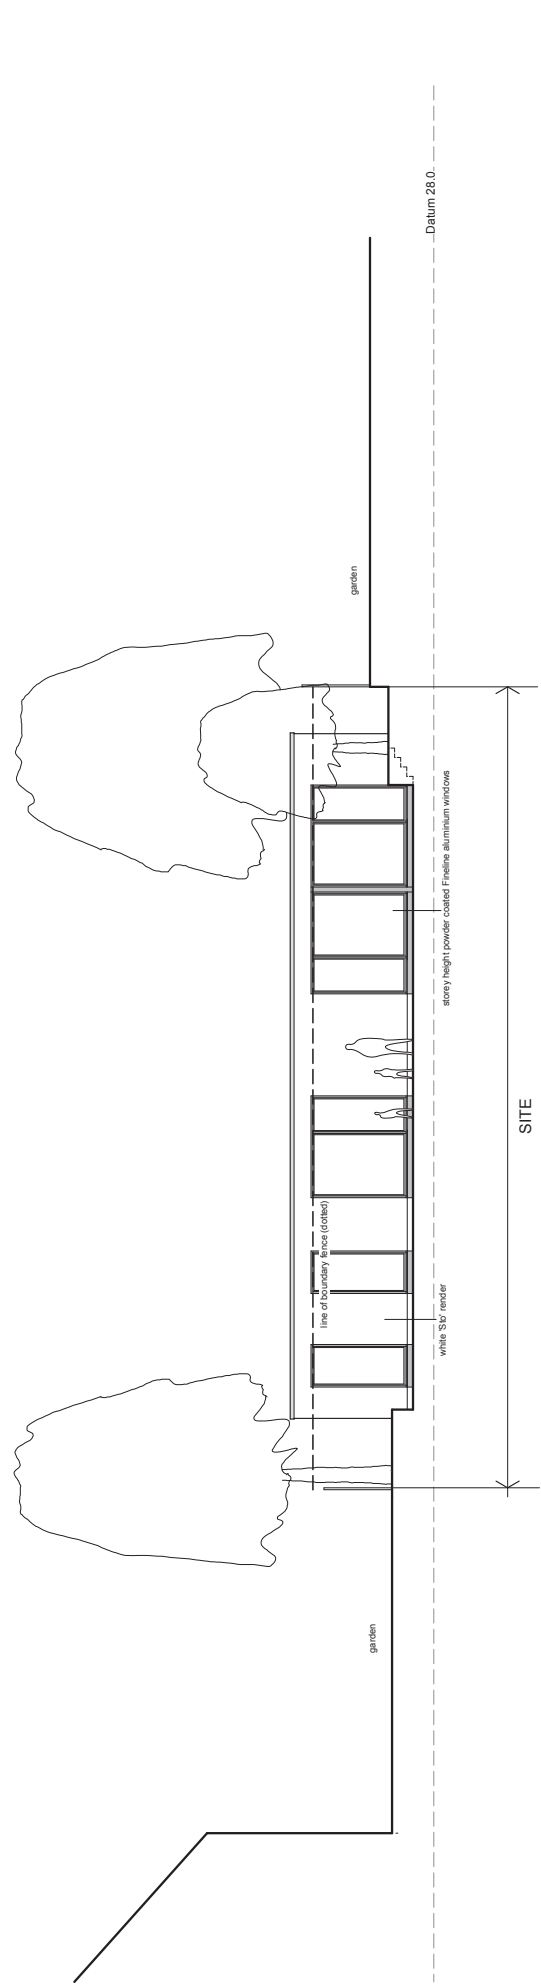 garden
white 'Sto' render
line of boundary fence (dotted)
SITE
storey height powder coated Fineline aluminium windows
garden
Datum 28.0